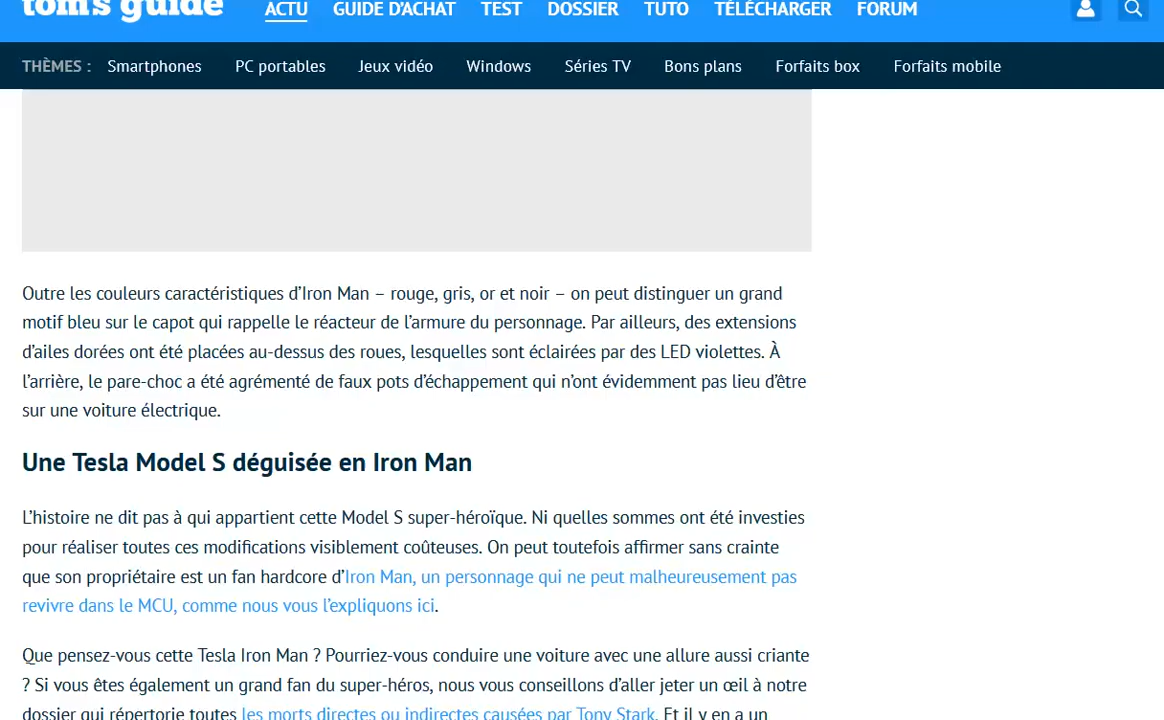 tom's guide ACTU GUIDE D'ACHAT TEST DOSSIER TUTO TÉLÉCHARGER FORUM
THÈMES : Smartphones PC portables Jeux vidéo Windows Séries TV Bons plans Forfaits box Forfaits mobile
Outre les couleurs caractéristiques d’Iron Man – rouge, gris, or et noir – on peut distinguer un grand
motif bleu sur le capot qui rappelle le réacteur de l’armure du personnage. Par ailleurs, des extensions
d’ailes dorées ont été placées au-dessus des roues, lesquelles sont éclairées par des LED violettes. À
l’arrière, le pare-choc a été agrémenté de faux pots d’échappement qui n’ont évidemment pas lieu d’être
sur une voiture électrique.
Une Tesla Model S déguisée en Iron Man
L’histoire ne dit pas à qui appartient cette Model S super-héroïque. Ni quelles sommes ont été investies
pour réaliser toutes ces modifications visiblement coûteuses. On peut toutefois affirmer sans crainte
que son propriétaire est un fan hardcore d’Iron Man, un personnage qui ne peut malheureusement pas
revivre dans le MCU, comme nous vous l’expliquons ici.
Que pensez-vous cette Tesla Iron Man ? Pourriez-vous conduire une voiture avec une allure aussi criante
? Si vous êtes également un grand fan du super-héros, nous vous conseillons d’aller jeter un œil à notre
dossier qui répertorie toutes les morts directes ou indirectes causées par Tony Stark. Et il y en a un